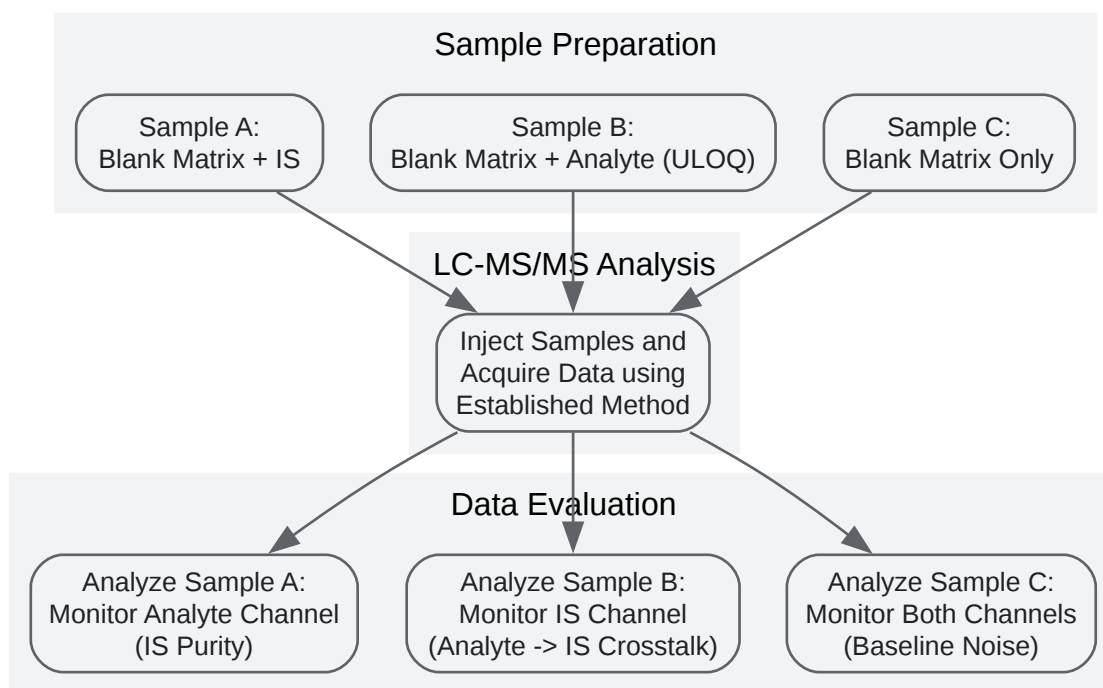 Sample Preparation
Sample A:
Blank Matrix + IS
Sample B:
Blank Matrix + Analyte (ULOQ)
Sample C:
Blank Matrix Only
LC-MS/MS Analysis
Inject Samples and
Acquire Data using
Established Method
Data Evaluation
Analyze Sample A:
Monitor Analyte Channel
(IS Purity)
Analyze Sample B:
Monitor IS Channel
(Analyte -> IS Crosstalk)
Analyze Sample C:
Monitor Both Channels
(Baseline Noise)